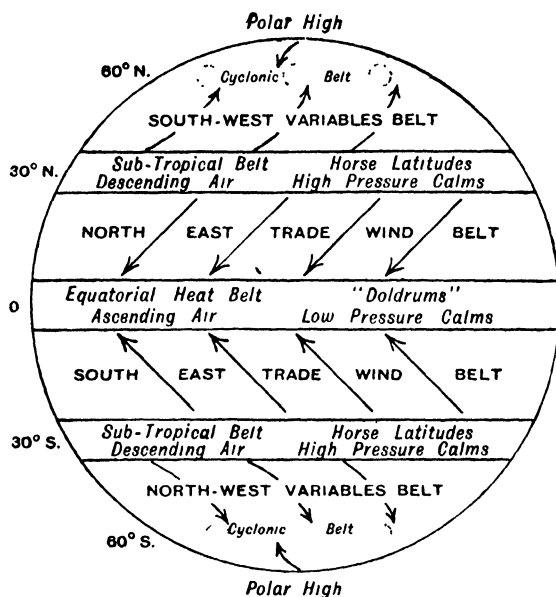 Polar High
60° N.
Cyclonic Belt
SOUTH-WEST VARIABLES BELT
30° N.
Sub-Tropical Belt Horse Latitudes
Descending Air High Pressure Calms
NORTH EAST TRADE WIND BELT
0
Equatorial Heat Belt "Doldrums"
Ascending Air Low Pressure Calms
SOUTH EAST TRADE WIND BELT
30° S.
Sub-Tropical Belt Horse Latitudes
Descending Air High Pressure Calms
NORTH-WEST VARIABLES BELT
Cyclonic Belt
60° S.
Polar High